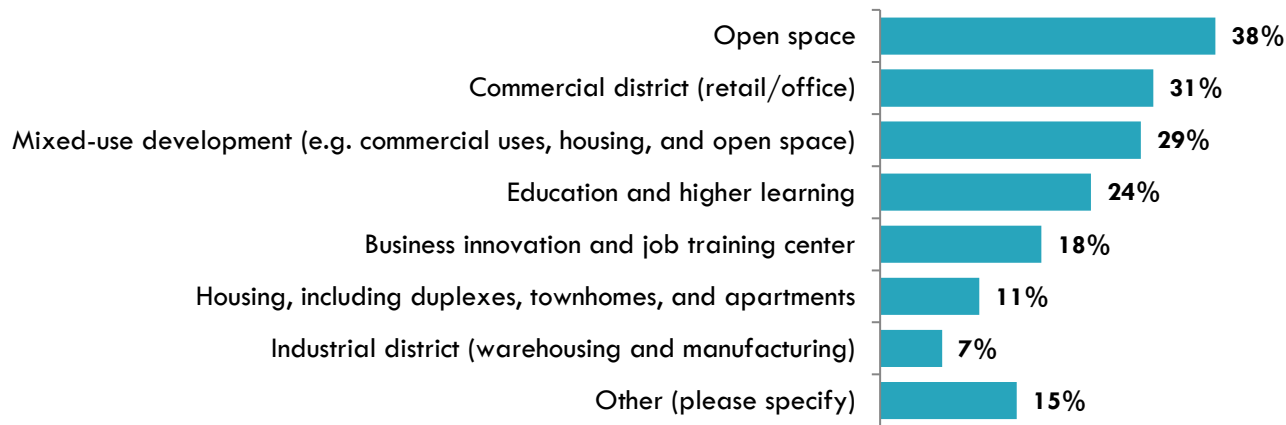 Open space 38%
Commercial district (retail/office) 31%
Mixed-use development (e.g. commercial uses, housing, and open space) 29%
Education and higher learning 24%
Business innovation and job training center 18%
Housing, including duplexes, townhomes, and apartments 11%
Industrial district (warehousing and manufacturing) 7%
Other (please specify) 15%